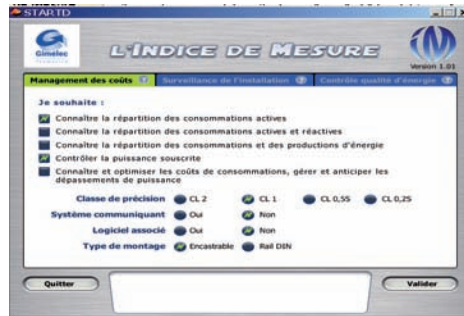 STARTD
Gimelec
L'INDICE DE MESURE
Version 1.01
Management des coûts ?
Surveillance de l'installation ?
Contrôle qualité d'énergie ?
Je souhaite :
Connaître la répartition des consommations actives
Connaître la répartition des consommations actives et réactives
Connaître la répartition des consommations et des productions d'énergie
Contrôler la puissance souscrite
Connaître et optimiser les coûts de consommations, gérer et anticiper les
dépassements de puissance
Classe de précision CL 2 CL 1 CL 0,5S CL 0,2S
Système communiquant Oui Non
Logiciel associé Oui Non
Type de montage Encastrable Rail DIN
Quitter
Valider